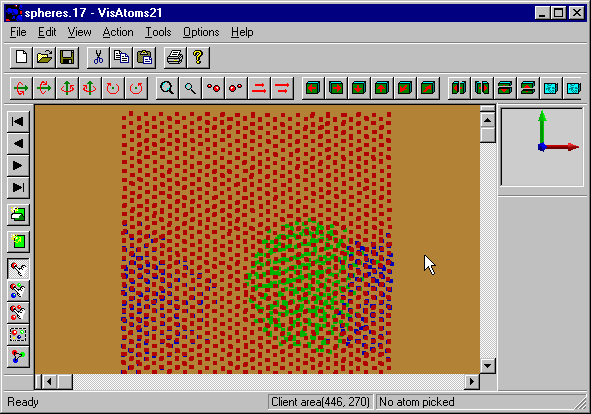 spheres.17 - VisAtoms21
File Edit View Action Tools Options Help
Ready Client area(446, 270) No atom picked